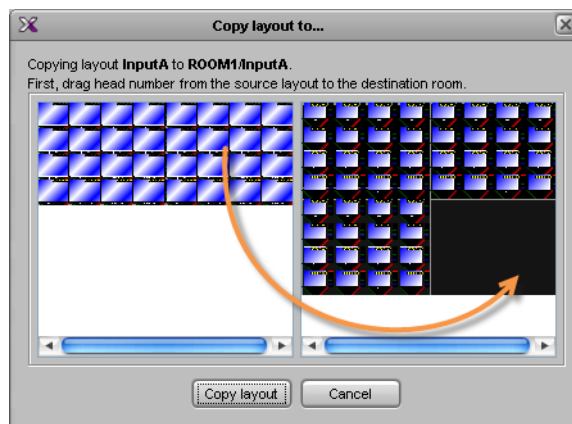 Copy layout to...
Copying layout InputA to ROOM1/InputA.
First, drag head number from the source layout to the destination room.
Copy layout
Cancel